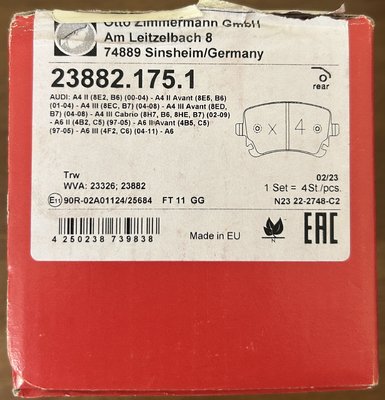 Otto Zimmermann GmbH
Am Leitzelbach 8
74889 Sinsheim/Germany
23882.175.1
rear
AUDI: A4 II (8E2, B6) (00-04) - A4 II Avant (8E5, B6)
(01-04) - A4 III (8EC, B7) (04-08) - A4 III Avant (8ED,
B7) (04-08) - A4 III Cabrio (8H7, B6, 8HE, B7) (02-09)
- A6 II (4B2, C5) (97-05) - A6 II Avant (4B5, C5)
(97-05) - A6 III (4F2, C6) (04-11) - A6
x 4
Trw
WVA: 23326, 23882
02/23
1 Set = 4St./pcs.
E11 90R-02A01124/25684 FT 11 GG
N23 22-2748-C2
4 250238 739838
Made in EU
EAC